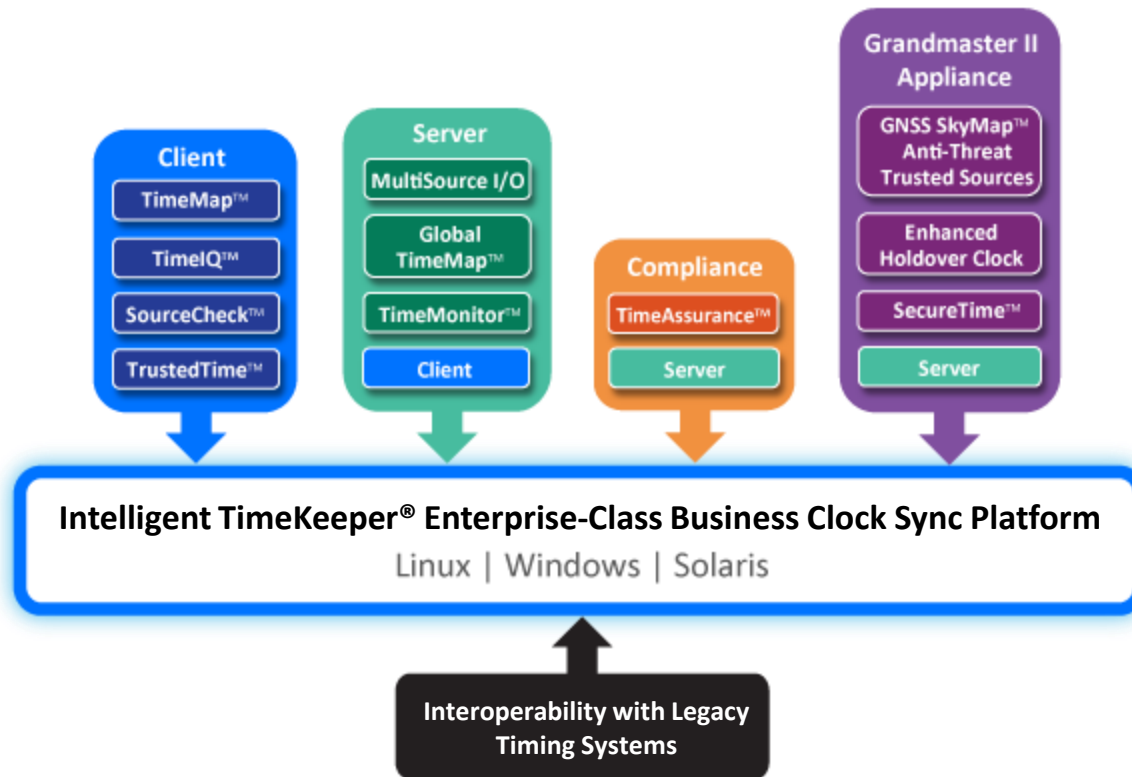 Client
TimeMap™
TimeIQ™
SourceCheck™
TrustedTime™
Server
MultiSource I/O
Global
TimeMap™
TimeMonitor™
Client
Compliance
TimeAssurance™
Server
Grandmaster II
Appliance
GNSS SkyMap™
Anti-Threat
Trusted Sources
Enhanced
Holdover Clock
SecureTime™
Server
Intelligent TimeKeeper® Enterprise-Class Business Clock Sync Platform
Linux | Windows | Solaris
Interoperability with Legacy
Timing Systems